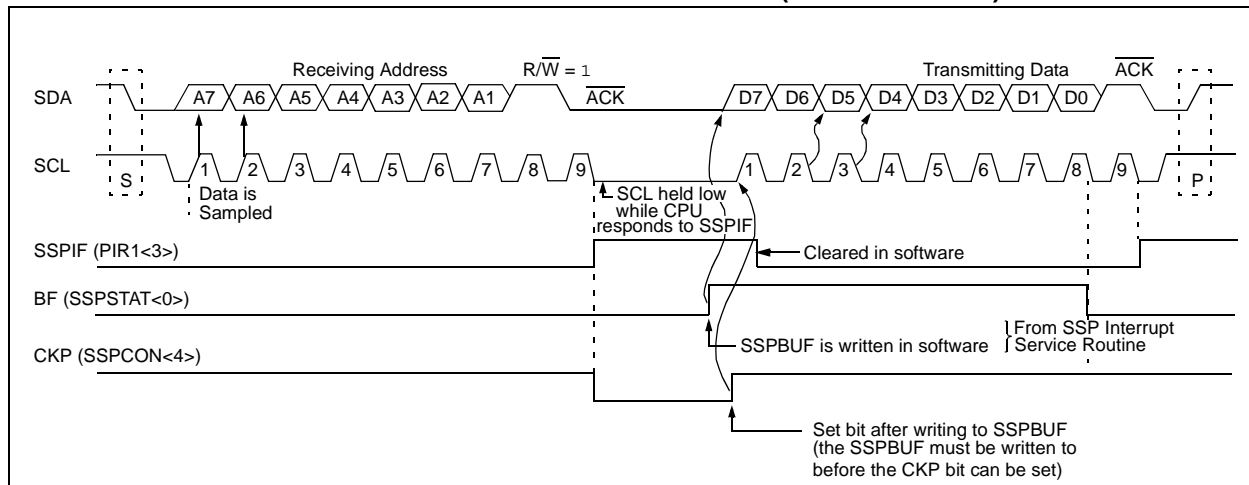 Receiving Address
R/W = 1
Transmitting Data
ACK
SDA
A7 A6 A5 A4 A3 A2 A1
ACK
D7 D6 D5 D4 D3 D2 D1 D0
SCL
S
1 2 3 4 5 6 7 8 9
1 2 3 4 5 6 7 8 9
P
Data is
Sampled
SCL held low
while CPU
responds to SSPIF
SSPIF (PIR1<3>)
Cleared in software
BF (SSPSTAT<0>)
SSPBUF is written in software
From SSP Interrupt
Service Routine
CKP (SSPCON<4>)
Set bit after writing to SSPBUF
(the SSPBUF must be written to
before the CKP bit can be set)